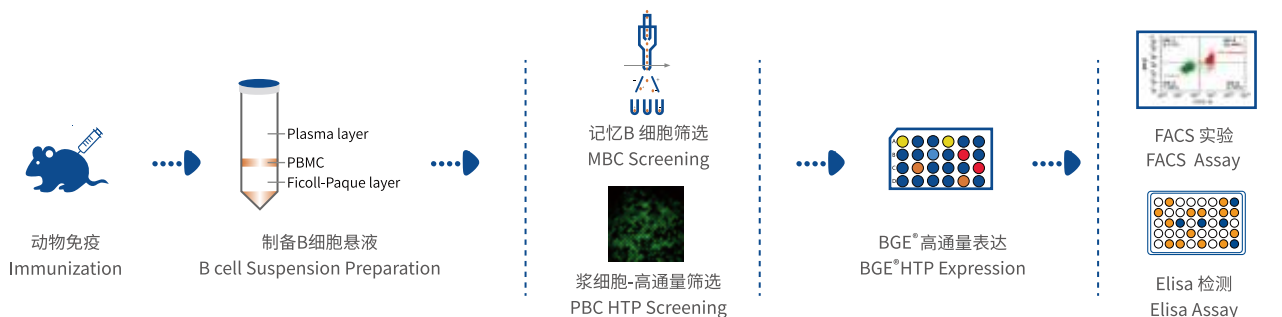 动物免疫
Immunization
Plasma layer
PBMC
Ficoll-Paque layer
制备B细胞悬液
B cell Suspension Preparation
记忆B 细胞筛选
MBC Screening
浆细胞-高通量筛选
PBC HTP Screening
A
B
C
D
BGE®高通量表达
BGE®HTP Expression
FACS 实验
FACS Assay
Elisa 检测
Elisa Assay